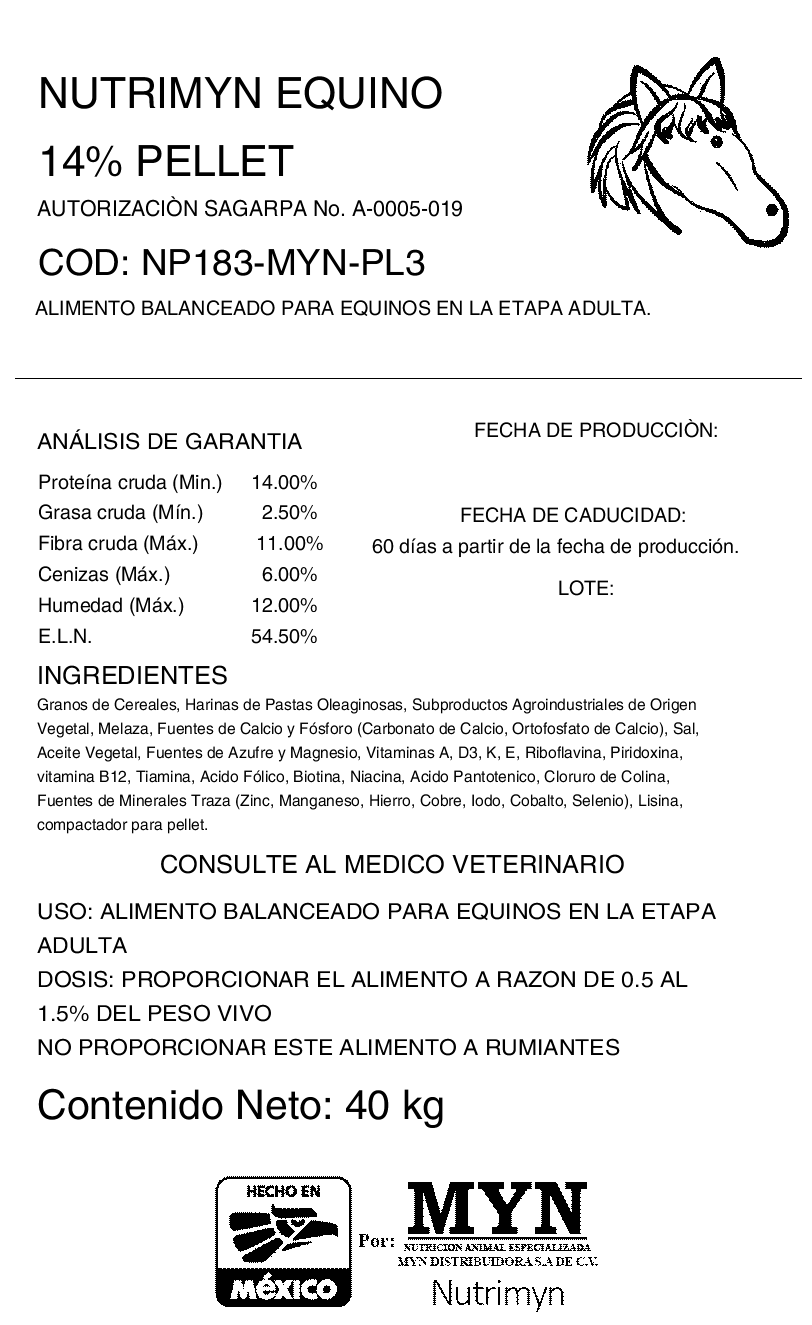 NUTRIMYN EQUINO
14% PELLET
AUTORIZACIÒN SAGARPA No. A-0005-019
COD: NP183-MYN-PL3
ALIMENTO BALANCEADO PARA EQUINOS EN LA ETAPA ADULTA.
ANÁLISIS DE GARANTIA
Proteína cruda (Min.) 14.00%
Grasa cruda (Mín.) 2.50%
Fibra cruda (Máx.) 11.00%
Cenizas (Máx.) 6.00%
Humedad (Máx.) 12.00%
E.L.N. 54.50%
FECHA DE PRODUCCIÒN:
FECHA DE CADUCIDAD:
60 días a partir de la fecha de producción.
LOTE:
INGREDIENTES
Granos de Cereales, Harinas de Pastas Oleaginosas, Subproductos Agroindustriales de Origen
Vegetal, Melaza, Fuentes de Calcio y Fósforo (Carbonato de Calcio, Ortofosfato de Calcio), Sal,
Aceite Vegetal, Fuentes de Azufre y Magnesio, Vitaminas A, D3, K, E, Riboflavina, Piridoxina,
vitamina B12, Tiamina, Acido Fólico, Biotina, Niacina, Acido Pantotenico, Cloruro de Colina,
Fuentes de Minerales Traza (Zinc, Manganeso, Hierro, Cobre, Iodo, Cobalto, Selenio), Lisina,
compactador para pellet.
CONSULTE AL MEDICO VETERINARIO
USO: ALIMENTO BALANCEADO PARA EQUINOS EN LA ETAPA
ADULTA
DOSIS: PROPORCIONAR EL ALIMENTO A RAZON DE 0.5 AL
1.5% DEL PESO VIVO
NO PROPORCIONAR ESTE ALIMENTO A RUMIANTES
Contenido Neto: 40 kg
HECHO EN
MéXICO
Por:
MYN
NUTRICION ANIMAL ESPECIALIZADA
MYN DISTRIBUIDORA S.A DE C.V.
Nutrimyn